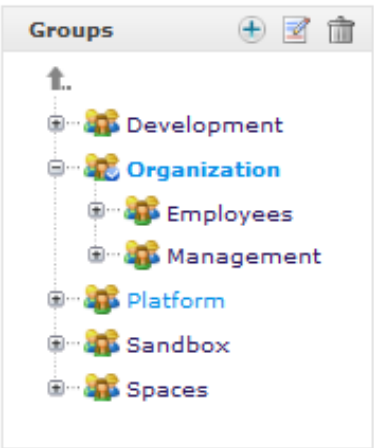 Groups
..
Development
Organization
Employees
Management
Platform
Sandbox
Spaces